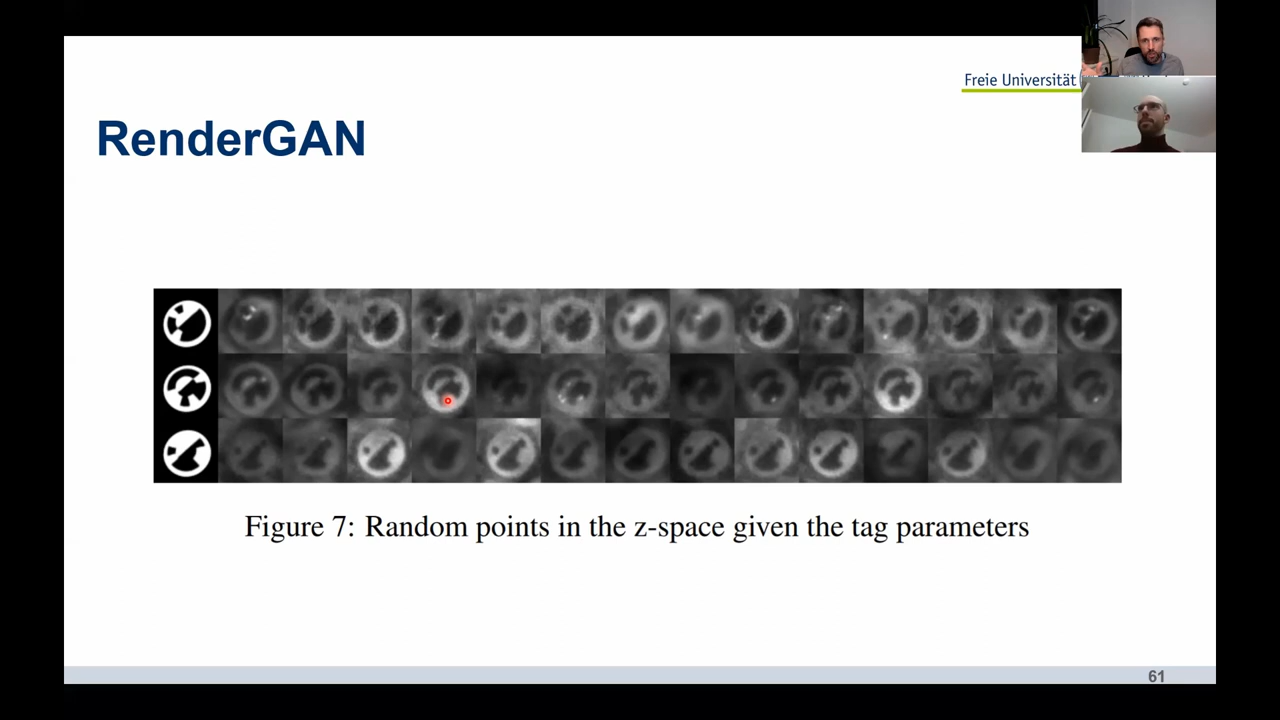 Freie Universität
RenderGAN
Figure 7: Random points in the z-space given the tag parameters
61